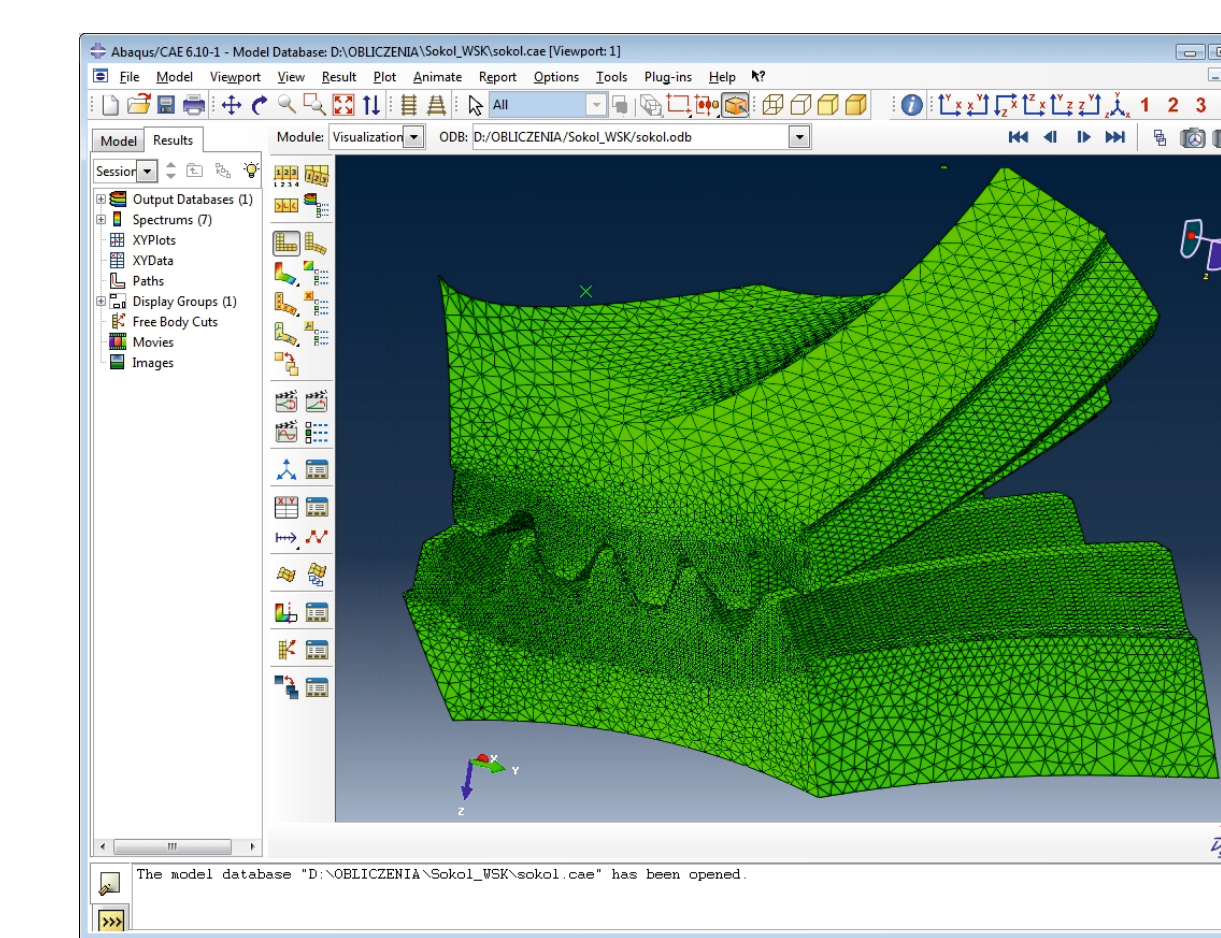 Abaqus/CAE 6.10-1 - Model Database: D:\OBLICZENIA\Sokol_WSK\sokol.cae [Viewport: 1]
File Model Viewport View Result Plot Animate Report Options Tools Plug-ins Help
All
1 2 3
Model Results
Module: Visualization ODB: D:/OBLICZENIA/Sokol_WSK/sokol.odb
Session
Output Databases (1)
Spectrums (7)
XYPlots
XYData
Paths
Display Groups (1)
Free Body Cuts
Movies
Images
X
Y
Z
The model database "D:\OBLICZENIA\Sokol_WSK\sokol.cae" has been opened.
>>>